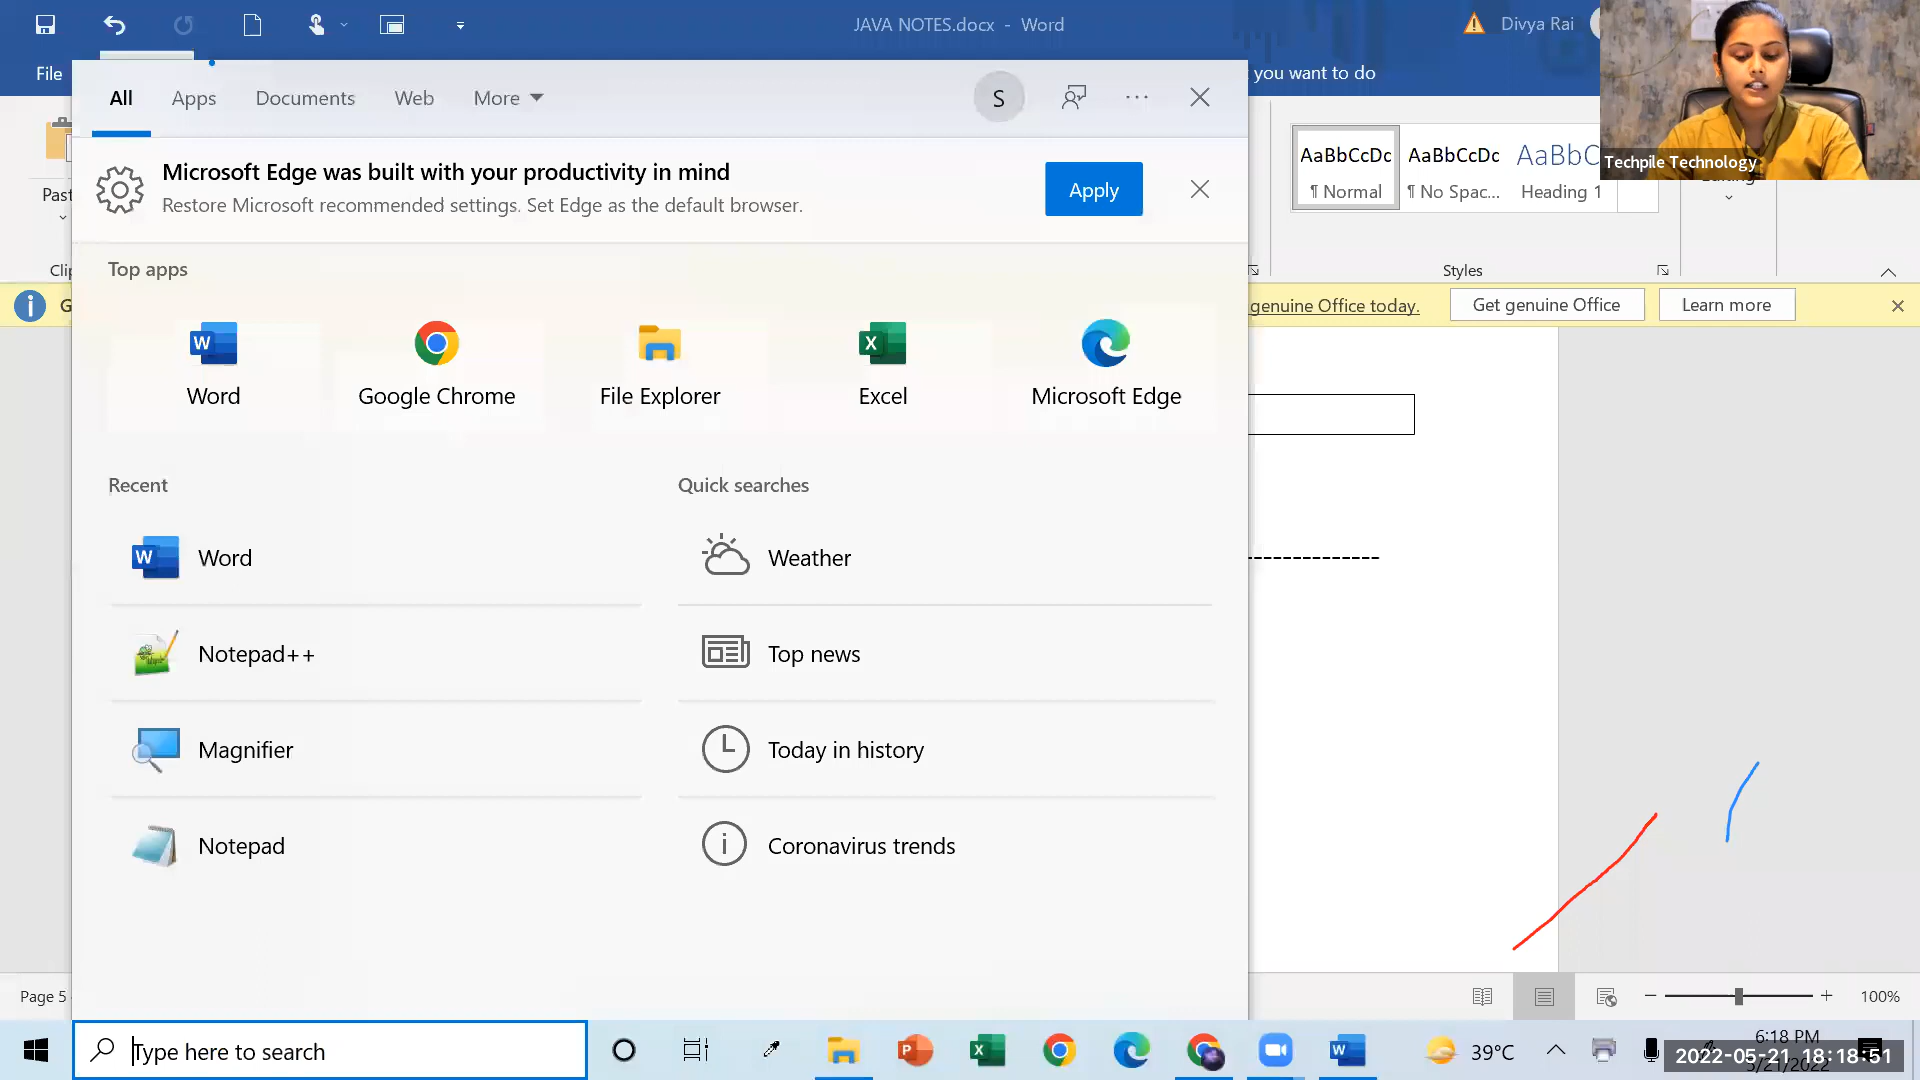 JAVA NOTES.docx - Word
Divya Rai
File
you want to do
All
Apps
Documents
Web
More
S
Microsoft Edge was built with your productivity in mind
Restore Microsoft recommended settings. Set Edge as the default browser.
Apply
AaBbCcDc
AaBbCcDc
AaBbC
¶ Normal
¶ No Spac...
Heading 1
Techpile Technology
Styles
genuine Office today.
Get genuine Office
Learn more
Top apps
Word
Google Chrome
File Explorer
Excel
Microsoft Edge
Recent
Quick searches
Word
Weather
Notepad++
Top news
Magnifier
Today in history
Notepad
Coronavirus trends
Page 5
100%
Type here to search
39°C
6:18 PM
2022-05-21 18:18:51